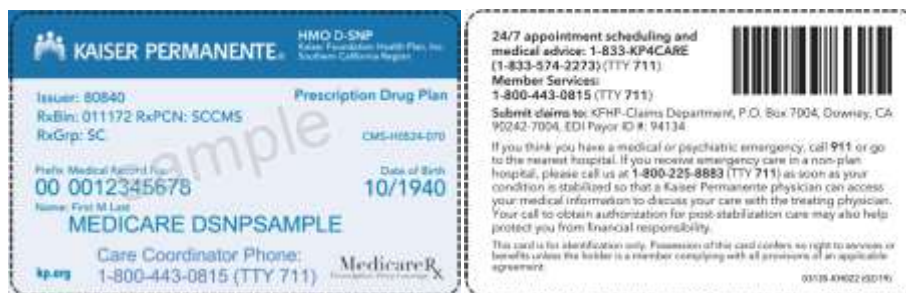 KAISER PERMANENTE®
HMO D-SNP
Kaiser Foundation Health Plan, Inc.
Southern California Region
Issuer: 80840
Prescription Drug Plan
RxBin: 011172 RxPCN: SCCMS
RxGrp: SC
CMS-H0524-070
Sample
Prefix Medical Record No.
Date of Birth
00 0012345678
10/1940
Name: First M Last
MEDICARE DSNPSAMPLE
Care Coordinator Phone:
kp.org
1-800-443-0815 (TTY 711)
MedicareRx
24/7 appointment scheduling and
medical advice: 1-833-KP4CARE
(1-833-574-2273) (TTY 711)
Member Services:
1-800-443-0815 (TTY 711)
Submit claims to: KFHP-Claims Department, P.O. Box 7004, Downey, CA
90242-7004, EDI Payor ID #: 94134
If you think you have a medical or psychiatric emergency, call 911 or go
to the nearest hospital. If you receive emergency care in a non-plan
hospital, please call us at 1-800-225-8883 (TTY 711) as soon as your
condition is stabilized so that a Kaiser Permanente physician can access
your medical information to discuss your care with the treating physician.
Your call to obtain authorization for post-stabilization care may also help
protect you from financial responsibility.
This card is for identification only. Possession of this card confers no right to services or
benefits unless the holder is a member complying with all provisions of an applicable
agreement.